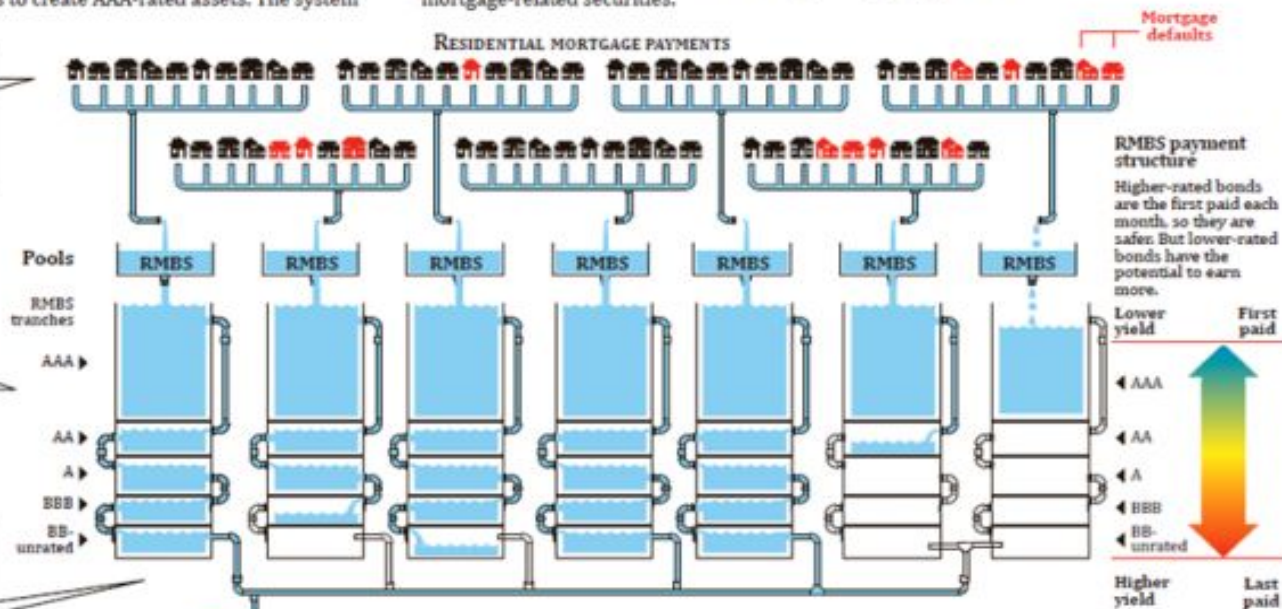 s to create AAA-rated assets. The system
mortgage-related securities.
Mortgage
defaults
RESIDENTIAL MORTGAGE PAYMENTS
RMBS payment
structure
Higher-rated bonds
are the first paid each
month, so they are
safer. But lower-rated
bonds have the
potential to earn
more.
Pools
RMBS
RMBS
RMBS
RMBS
RMBS
RMBS
RMBS
RMBS
tranches
AAA
AA
A
BBB
BB-
unrated
Lower
yield
First
paid
AAA
AA
A
BBB
BB-
unrated
Higher
yield
Last
paid